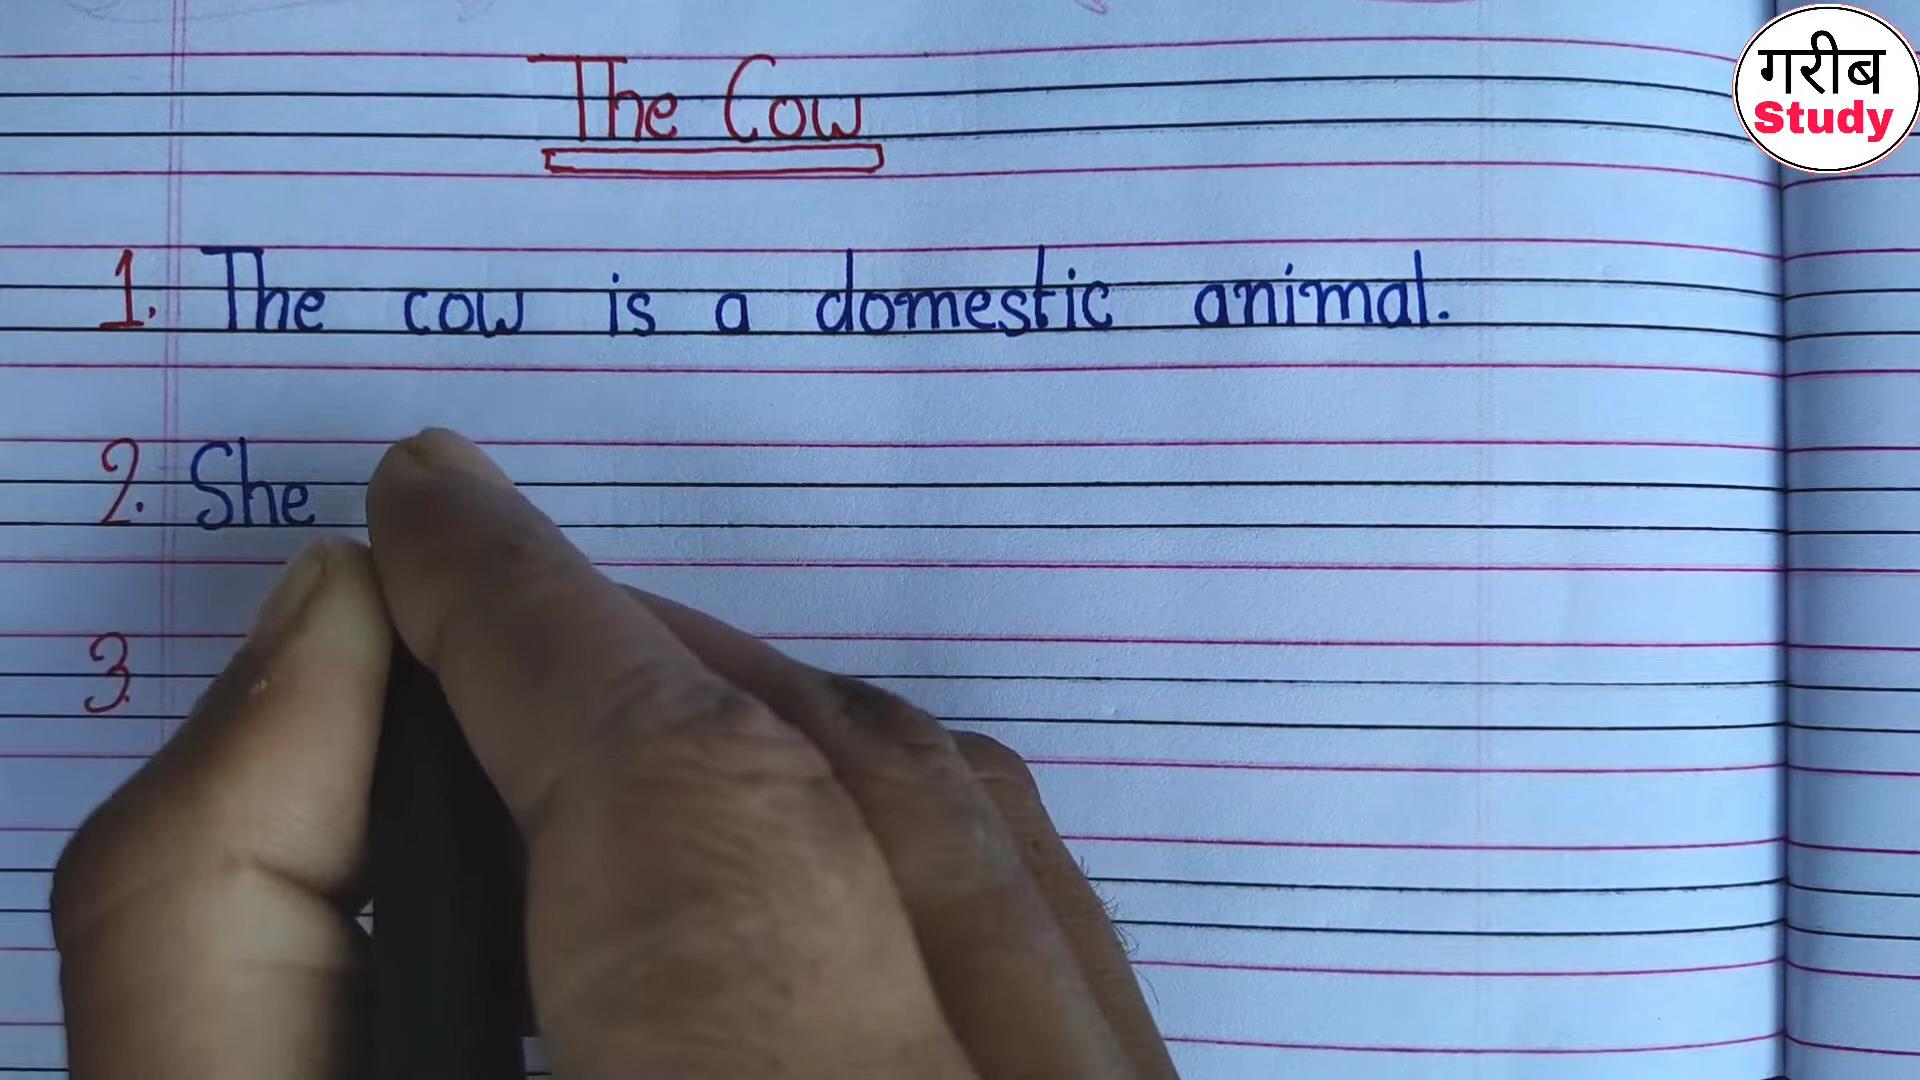 The Cow
गरीब
Study
1. The cow is a domestic animal.
2. She
3.